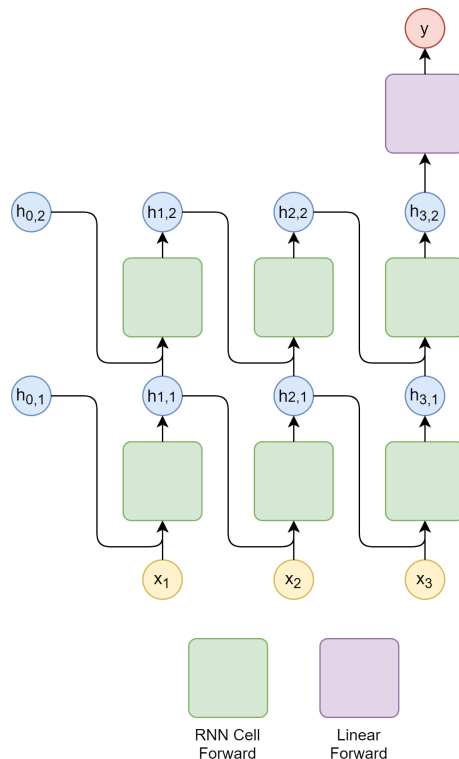 y
h0,2
h1,2
h2,2
h3,2
h0,1
h1,1
h2,1
h3,1
x1
x2
x3
RNN Cell
Forward
Linear
Forward